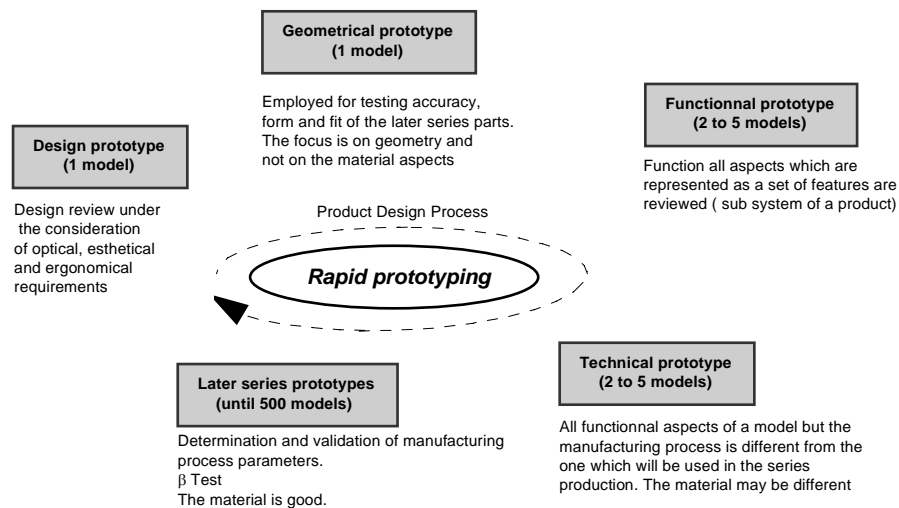 Geometrical prototype
(1 model)
Employed for testing accuracy,
form and fit of the later series parts.
The focus is on geometry and
not on the material aspects
Functionnal prototype
(2 to 5 models)
Function all aspects which are
represented as a set of features are
reviewed ( sub system of a product)
Design prototype
(1 model)
Design review under
the consideration
of optical, esthetical
and ergonomical
requirements
Product Design Process
Rapid prototyping
Later series prototypes
(until 500 models)
Determination and validation of manufacturing
process parameters.
β Test
The material is good.
Technical prototype
(2 to 5 models)
All functionnal aspects of a model but the
manufacturing process is different from the
one which will be used in the series
production. The material may be different